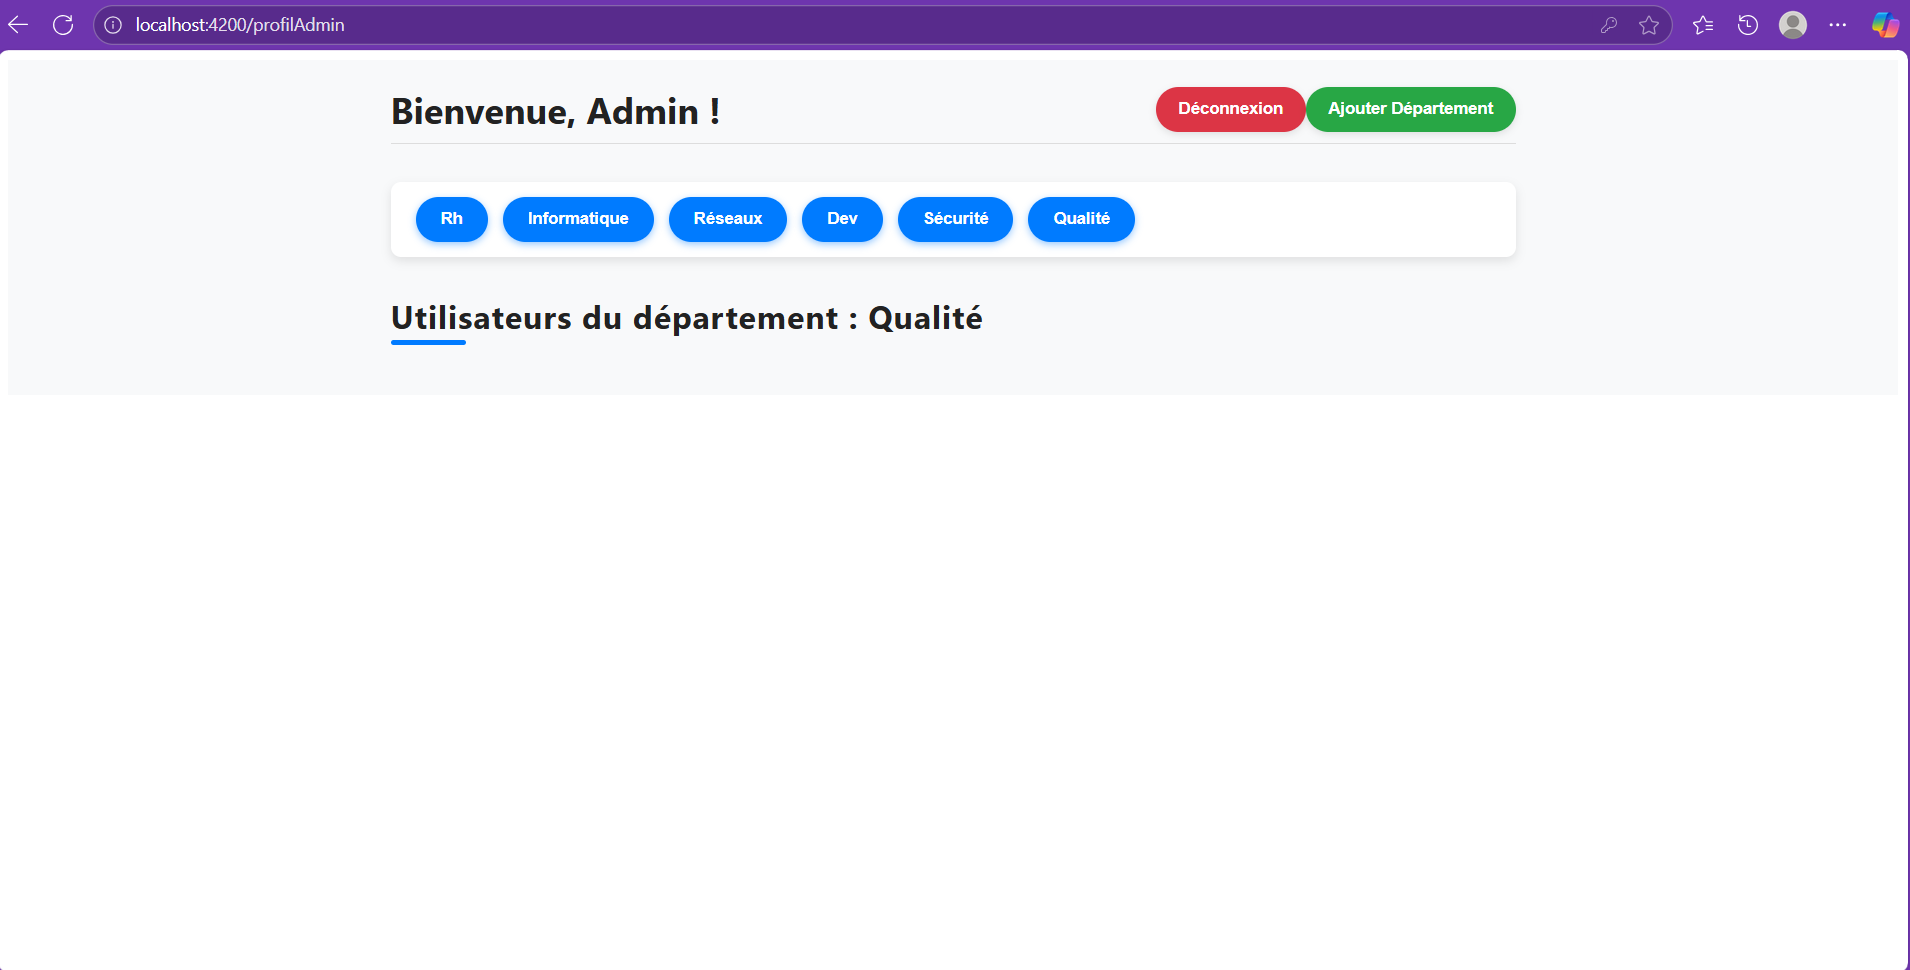 localhost:4200/profilAdmin
Bienvenue, Admin !
Déconnexion
Ajouter Département
Rh
Informatique
Réseaux
Dev
Sécurité
Qualité
Utilisateurs du département : Qualité